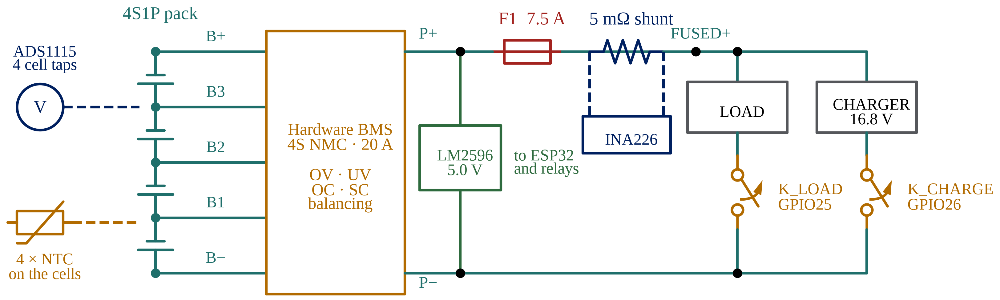 4S1P pack
ADS1115
4 cell taps
V
4 × NTC
on the cells
B+
B3
B2
B1
B−
Hardware BMS
4S NMC · 20 A
OV · UV
OC · SC
balancing
P+
P−
LM2596
5.0 V
to ESP32
and relays
F1 7.5 A
5 mΩ shunt
INA226
FUSED+
LOAD
CHARGER
16.8 V
K_LOAD
GPIO25
K_CHARGE
GPIO26